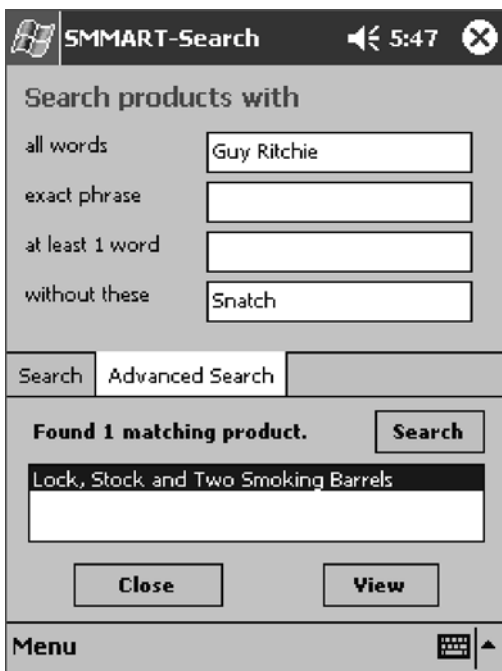 SMMART-Search 5:47
Search products with
all words Guy Ritchie
exact phrase
at least 1 word
without these Snatch
Search Advanced Search
Found 1 matching product. Search
Lock, Stock and Two Smoking Barrels
Close View
Menu